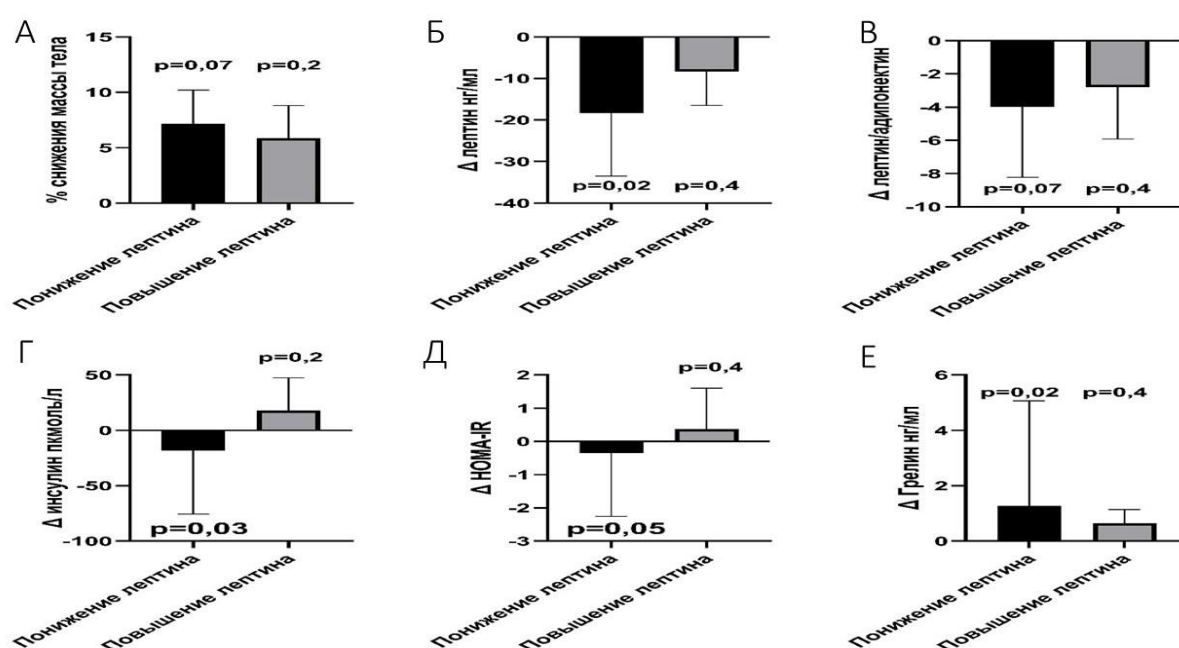 А
% снижения массы тела
15
10
5
0
p=0,07
p=0,2
Понижение лептина
Повышение лептина
Б
Δ лептин нг/мл
0
-10
-20
-30
-40
p=0,02
p=0,4
Понижение лептина
Повышение лептина
В
Δ лептин/адипонектин
0
-2
-4
-6
-8
-10
p=0,07
p=0,4
Понижение лептина
Повышение лептина
Г
Δ инсулин пкмоль/л
50
0
-50
-100
p=0,2
p=0,03
Понижение лептина
Повышение лептина
Д
Δ HOMA-IR
2
1
0
-1
-2
-3
p=0,4
p=0,05
Понижение лептина
Повышение лептина
Е
Δ Грелин нг/мл
6
4
2
0
p=0,02
p=0,4
Понижение лептина
Повышение лептина